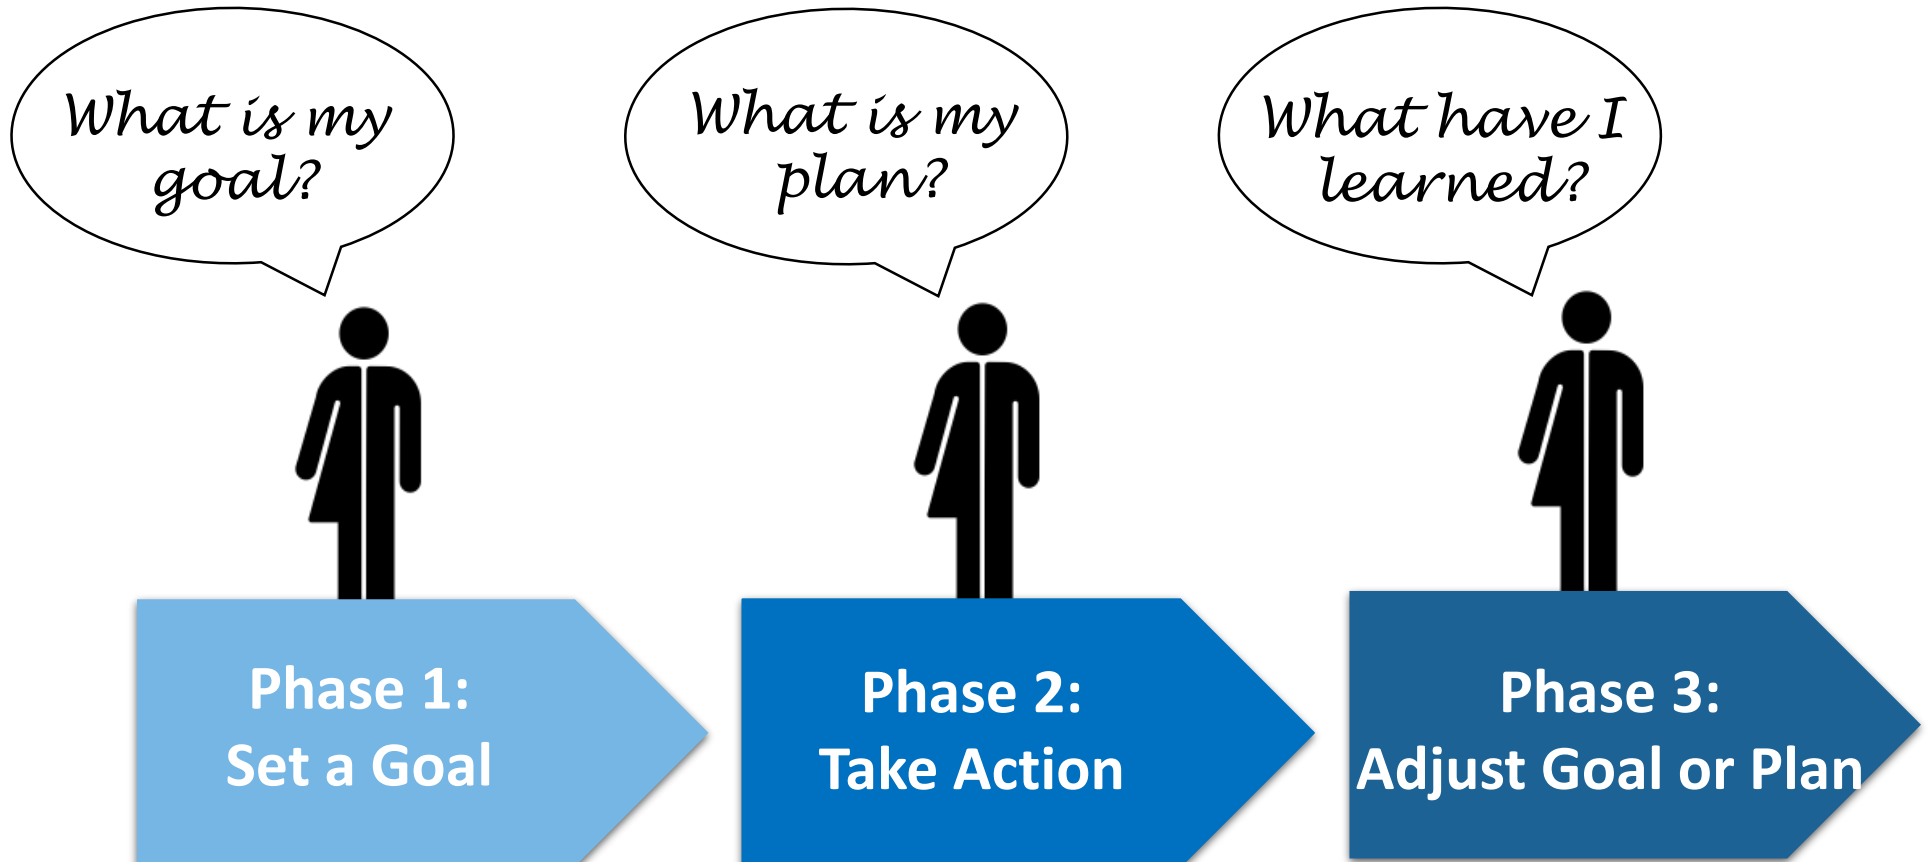 What is my
goal?
What is my
plan?
What have I
learned?
Phase 1:
Set a Goal
Phase 2:
Take Action
Phase 3:
Adjust Goal or Plan